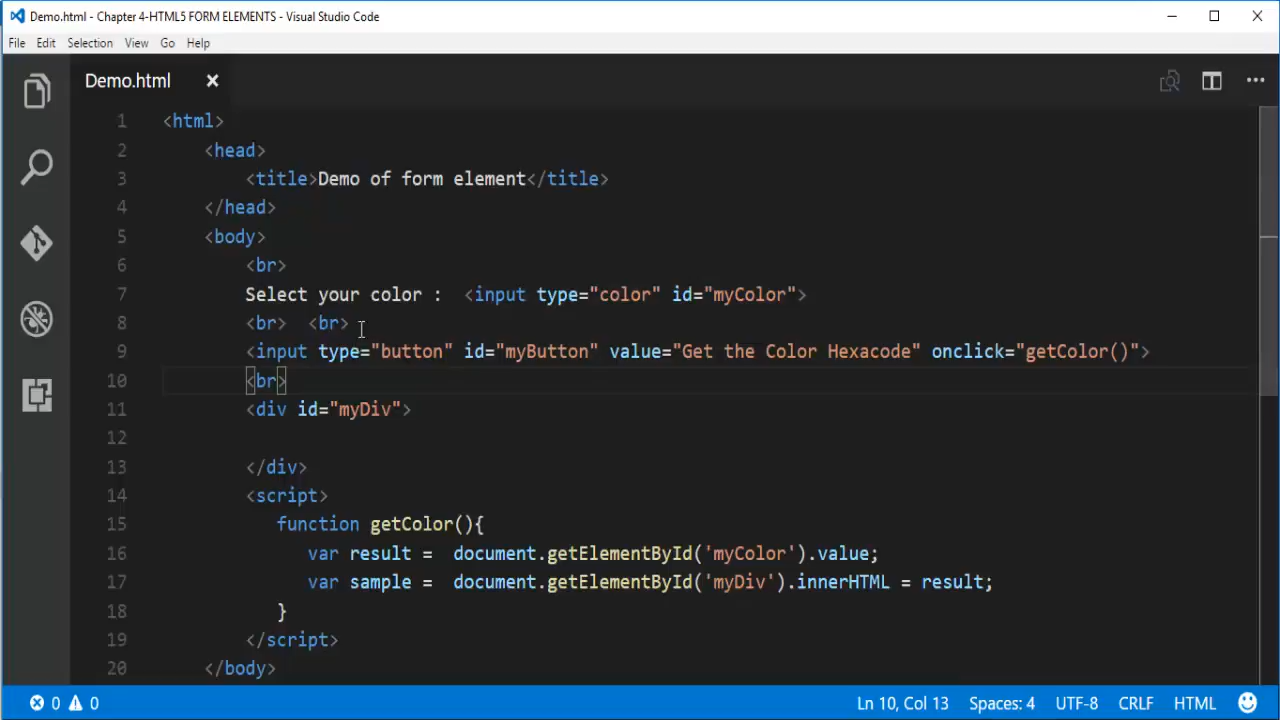 Demo.html - Chapter 4-HTML5 FORM ELEMENTS - Visual Studio Code
File Edit Selection View Go Help
Demo.html
1 <html>
2 <head>
3 <title>Demo of form element</title>
4 </head>
5 <body>
6 <br>
7 Select your color : <input type="color" id="myColor">
8 <br> <br>
9 <input type="button" id="myButton" value="Get the Color Hexacode" onclick="getColor()">
10 <br>
11 <div id="myDiv">
12
13 </div>
14 <script>
15 function getColor(){
16 var result = document.getElementById('myColor').value;
17 var sample = document.getElementById('myDiv').innerHTML = result;
18 }
19 </script>
20 </body>
0 0 Ln 10, Col 13 Spaces: 4 UTF-8 CRLF HTML